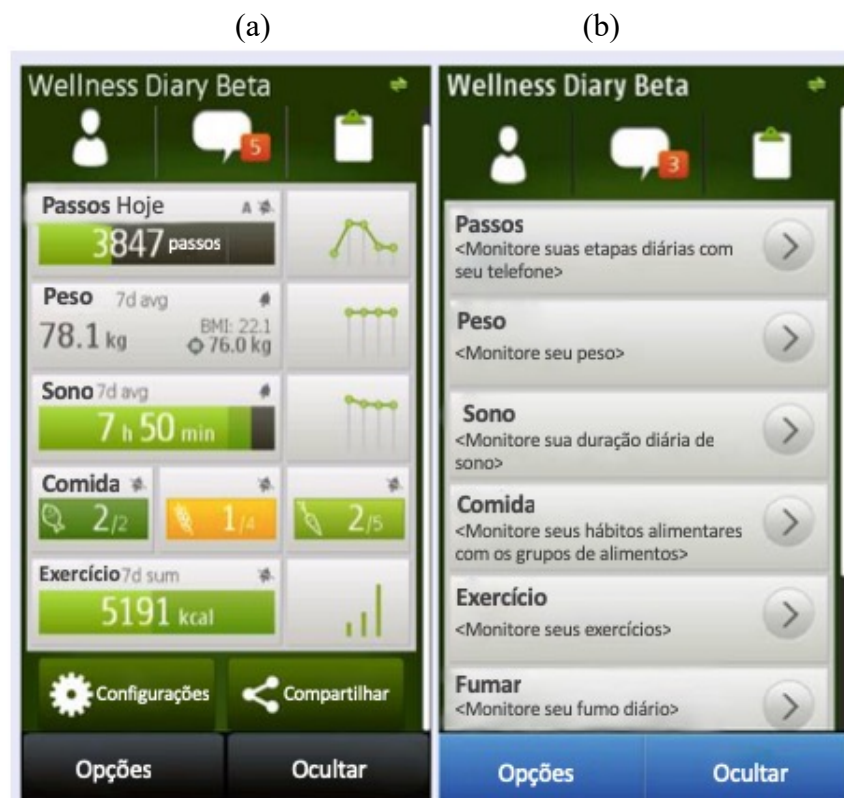 (a)
Wellness Diary Beta
5
Passos Hoje A
3847 passos
Peso 7d avg
78.1 kg
BMI: 22.1
76.0 kg
Sono 7d avg
7 h 50 min
Comida
2/2
1/4
2/5
Exercício 7d sum
5191 kcal
Configurações
Compartilhar
Opções
Ocultar
(b)
Wellness Diary Beta
3
Passos
<Monitore suas etapas diárias com
seu telefone>
Peso
<Monitore seu peso>
Sono
<Monitore sua duração diária de
sono>
Comida
<Monitore seus hábitos alimentares
com os grupos de alimentos>
Exercício
<Monitore seus exercícios>
Fumar
<Monitore seu fumo diário>
Opções
Ocultar